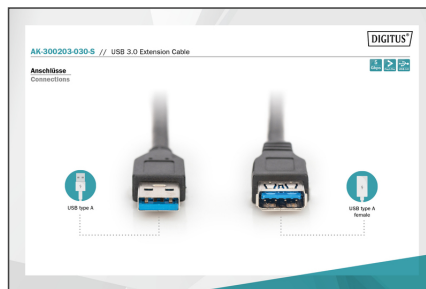 DIGITUS®
AK-300203-030-S // USB 3.0 Extension Cable
Anschlüsse
Connections
USB type A
USB type A
female